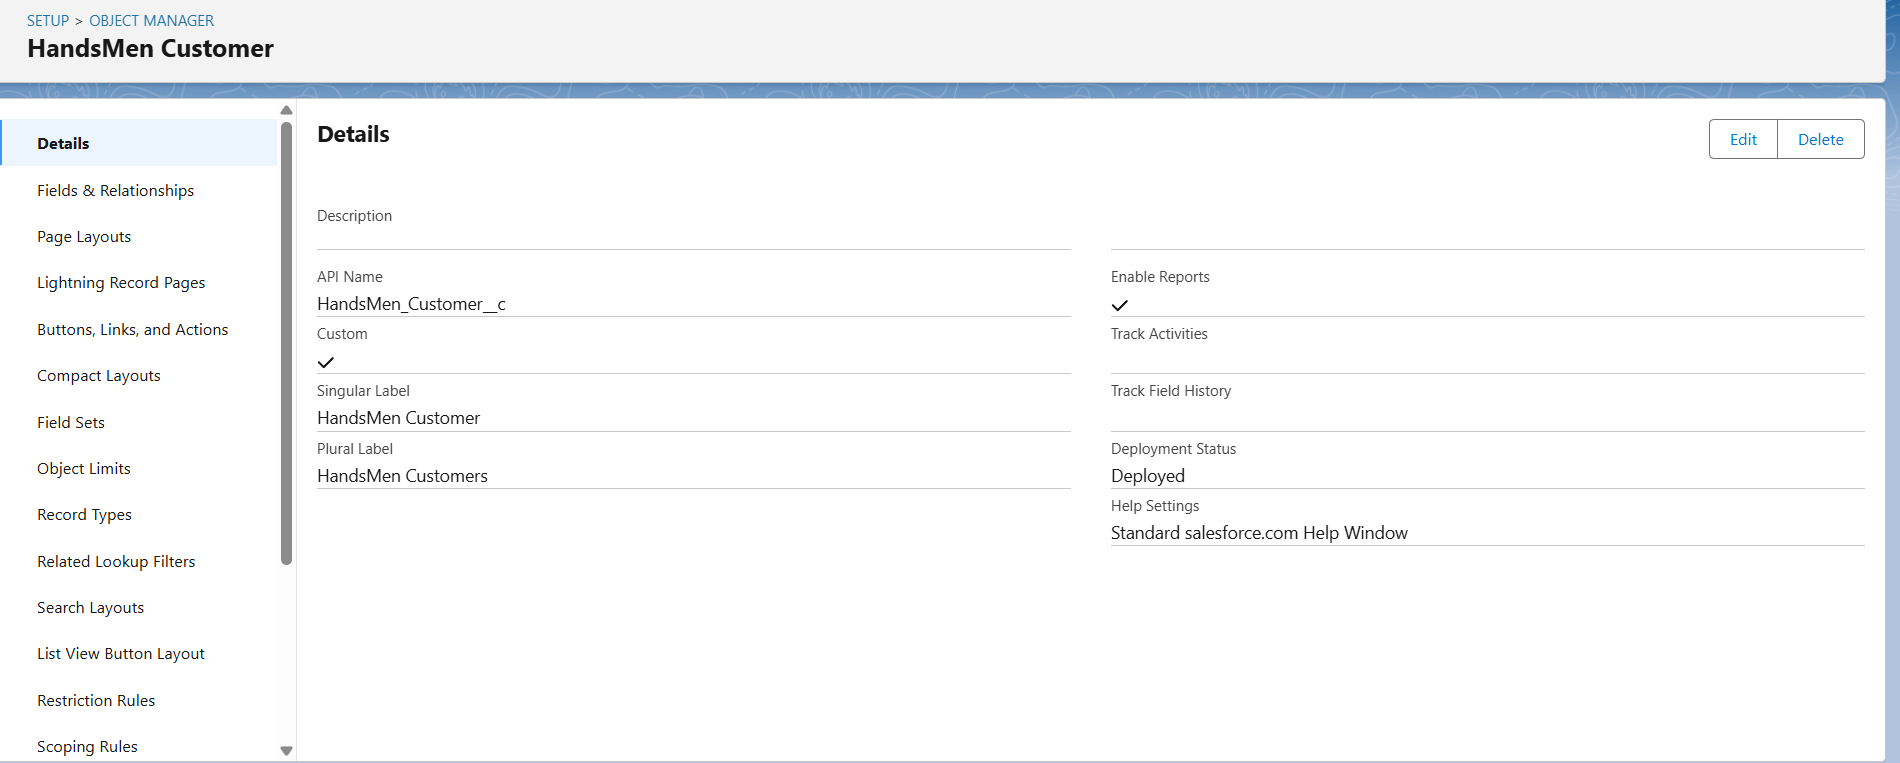 SETUP > OBJECT MANAGER
HandsMen Customer
Details
Fields & Relationships
Page Layouts
Lightning Record Pages
Buttons, Links, and Actions
Compact Layouts
Field Sets
Object Limits
Record Types
Related Lookup Filters
Search Layouts
List View Button Layout
Restriction Rules
Scoping Rules
Details
Edit
Delete
Description
API Name
HandsMen_Customer__c
Custom
Singular Label
HandsMen Customer
Plural Label
HandsMen Customers
Enable Reports
Track Activities
Track Field History
Deployment Status
Deployed
Help Settings
Standard salesforce.com Help Window